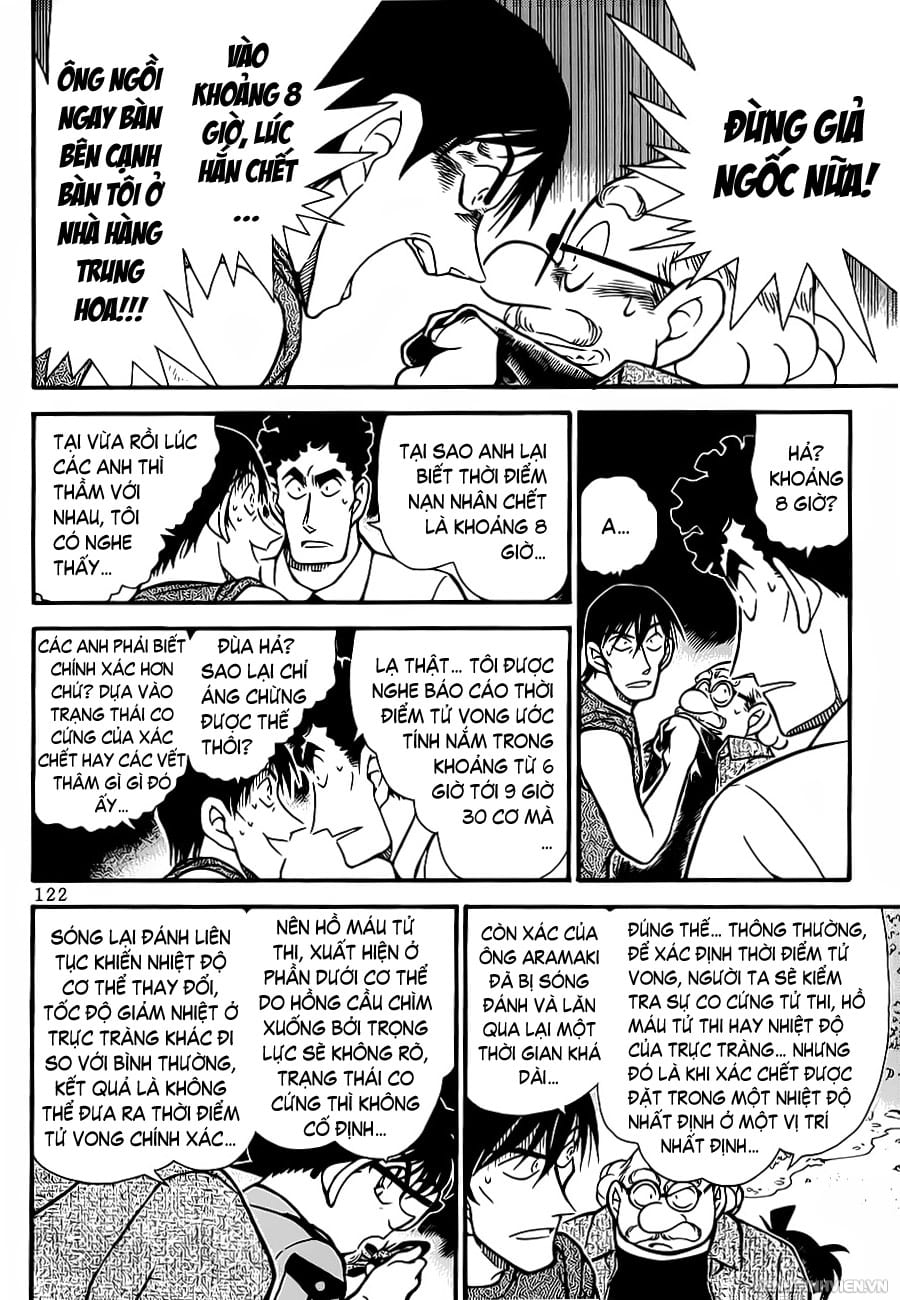 ĐỪNG GIẢ
NGỐC NỮA!
VÀO
KHOẢNG 8
GIỜ, LÚC
HẮN CHẾT
...
ÔNG NGỒI
NGAY BÀN
BÊN CẠNH
BÀN TÔI Ở
NHÀ HÀNG
TRUNG
HOA!!!
HẢ?
KHOẢNG
8 GIỜ?
A...
TẠI SAO ANH LẠI
BIẾT THỜI ĐIỂM
NẠN NHÂN CHẾT
LÀ KHOẢNG 8
GIỜ...
TẠI VỪA RỒI LÚC
CÁC ANH THÌ
THẦM VỚI
NHAU, TÔI
CÓ NGHE
THẤY...
LẠ THẬT... TÔI ĐƯỢC
NGHE BÁO CÁO THỜI
ĐIỂM TỬ VONG ƯỚC
TÍNH NẰM TRONG
KHOẢNG TỪ 6
GIỜ TỚI 9 GIỜ
30 CƠ MÀ
...
ĐÙA HẢ?
SAO LẠI CHỈ
ÁNG CHỪNG
ĐƯỢC THẾ
THÔI?
CÁC ANH PHẢI BIẾT
CHÍNH XÁC HƠN
CHỨ? DỰA VÀO
TRẠNG THÁI CO
CỨNG CỦA XÁC
CHẾT HAY CÁC VẾT
THÂM GÌ GÌ ĐÓ
ẤY...
122
ĐÚNG THẾ... THÔNG THƯỜNG,
ĐỂ XÁC ĐỊNH THỜI ĐIỂM TỬ
VONG, NGƯỜI TA SẼ KIỂM
TRA SỰ CO CỨNG TỬ THI, HỒ
MÁU TỬ THI HAY NHIỆT ĐỘ
CỦA TRỰC TRÀNG... NHƯNG
ĐÓ LÀ KHI XÁC CHẾT ĐƯỢC
ĐẶT TRONG MỘT NHIỆT ĐỘ
NHẤT ĐỊNH Ở MỘT VỊ TRÍ
NHẤT ĐỊNH...
CÒN XÁC CỦA
ÔNG ARAMAKI
ĐÃ BỊ SÓNG
ĐÁNH VÀ LĂN
QUA LẠI MỘT
THỜI GIAN KHÁ
DÀI...
NÊN HỒ MÁU TỬ
THI, XUẤT HIỆN Ở
PHẦN DƯỚI CƠ THỂ
DO HỒNG CẦU CHÌM
XUỐNG BỞI TRỌNG
LỰC SẼ KHÔNG RÕ,
TRẠNG THÁI CO
CỨNG THÌ KHÔNG
CỐ ĐỊNH...
SÓNG LẠI ĐÁNH LIÊN
TỤC KHIẾN NHIỆT ĐỘ
CƠ THỂ THAY ĐỔI,
TỐC ĐỘ GIẢM NHIỆT Ở
TRỰC TRÀNG KHÁC ĐI
SO VỚI BÌNH THƯỜNG,
KẾT QUẢ LÀ KHÔNG
THỂ ĐƯA RA THỜI ĐIỂM
TỬ VONG CHÍNH XÁC...